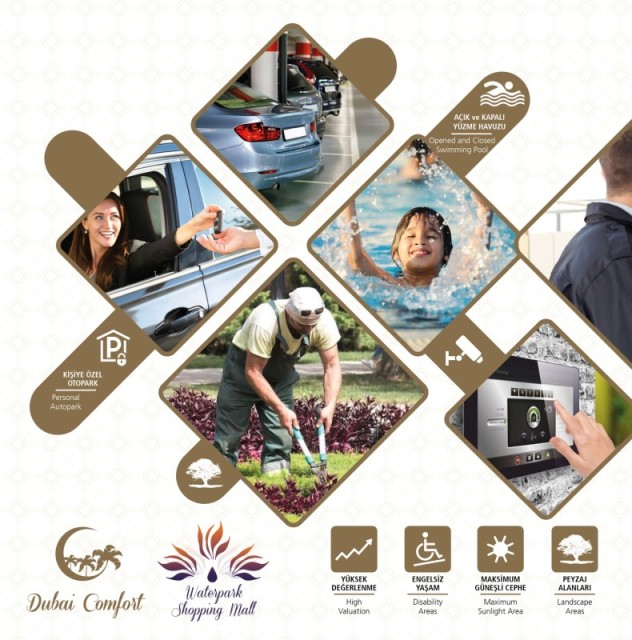 AÇIK ve KAPALI
YÜZME HAVUZU
Opened and Closed
Swimming Pool
P
KİŞİYE ÖZEL
OTOPARK
Personal
Autopark
Dubai Comfort
Waterpark
Shopping Mall
YÜKSEK
DEĞERLENME
High
Valuation
ENGELSİZ
YAŞAM
Disability
Areas
MAKSİMUM
GÜNEŞLİ CEPHE
Maximum
Sunlight Area
PEYZAJ
ALANLARI
Landscape
Areas